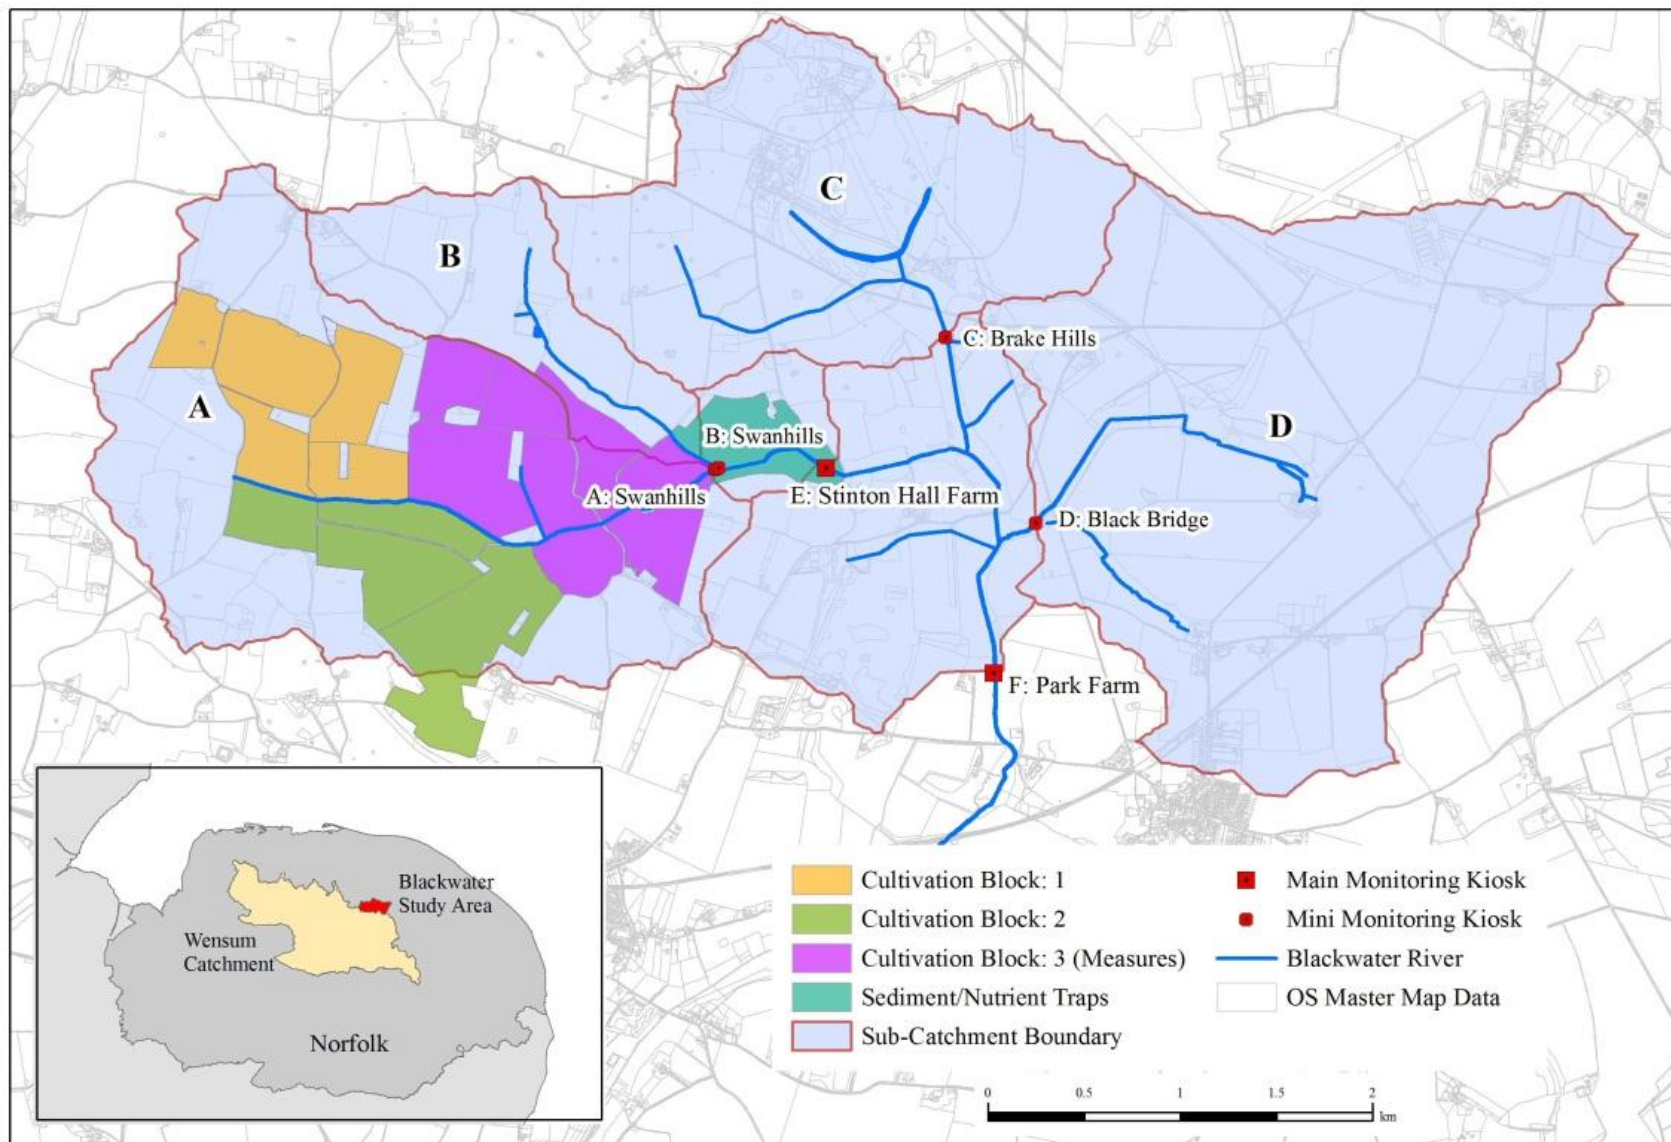 C
B
A
D
C: Brake Hills
B: Swanhills
A: Swanhills
E: Stinton Hall Farm
D: Black Bridge
F: Park Farm
Blackwater
Study Area
Wensum
Catchment
Norfolk
Cultivation Block: 1
Cultivation Block: 2
Cultivation Block: 3 (Measures)
Sediment/Nutrient Traps
Sub-Catchment Boundary
Main Monitoring Kiosk
Mini Monitoring Kiosk
Blackwater River
OS Master Map Data
0 0.5 1 1.5 2
km